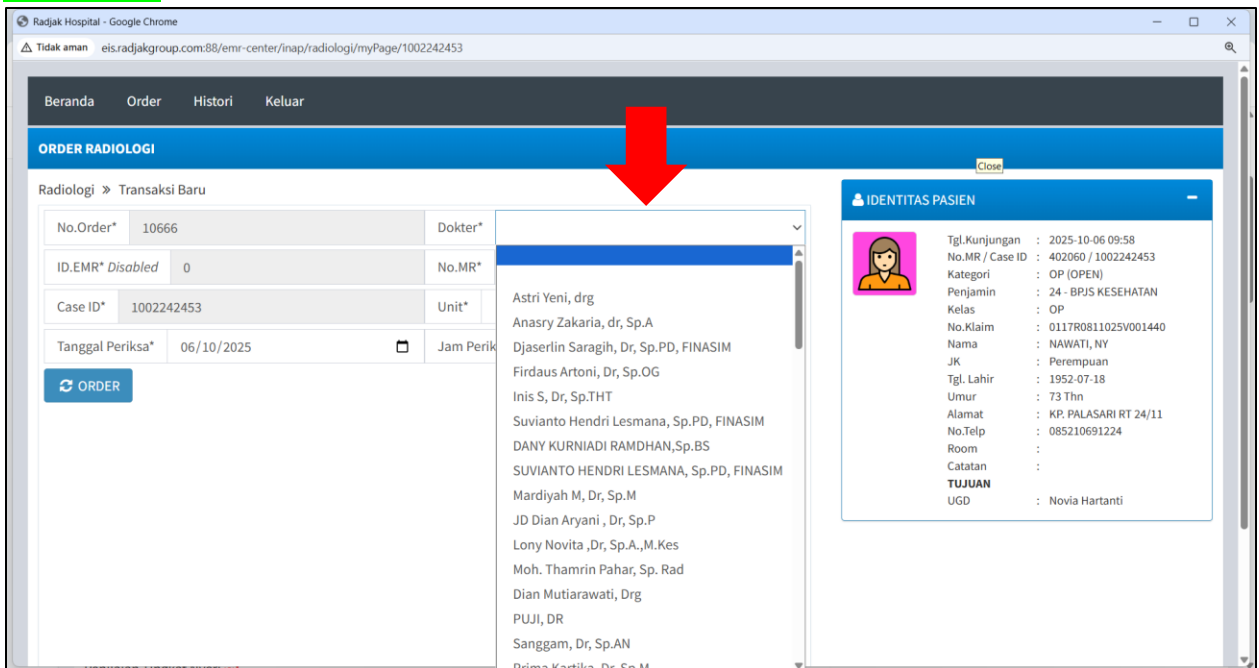 Radjak Hospital - Google Chrome
Tidak aman eis.radjakgroup.com:88/emr-center/inap/radiologi/myPage/1002242453
Beranda Order Histori Keluar
ORDER RADIOLOGI
Close
Radiologi » Transaksi Baru
No.Order* 10666 Dokter*
ID.EMR* Disabled 0 No.MR*
Case ID* 1002242453 Unit*
Tanggal Periksa* 06/10/2025 Jam Perik
ORDER
Astri Yeni, drg
Anasry Zakaria, dr, Sp.A
Djaserlin Saragih, Dr, Sp.PD, FINASIM
Firdaus Artoni, Dr, Sp.OG
Inis S, Dr, Sp.THT
Suvianto Hendri Lesmana, Sp.PD, FINASIM
DANY KURNIADI RAMDHAN,Sp.BS
SUVIANTO HENDRI LESMANA, Sp.PD, FINASIM
Mardiyah M, Dr, Sp.M
JD Dian Aryani , Dr, Sp.P
Lony Novita ,Dr, Sp.A.,M.Kes
Moh. Thamrin Pahar, Sp. Rad
Dian Mutiarawati, Drg
PUJI, DR
Sanggam, Dr, Sp.AN
Prima Kartika, Dr, Sp.M
IDENTITAS PASIEN
Tgl.Kunjungan : 2025-10-06 09:58
No.MR / Case ID : 402060 / 1002242453
Kategori : OP (OPEN)
Penjamin : 24 - BPJS KESEHATAN
Kelas : OP
No.Klaim : 0117R0811025V001440
Nama : NAWATI, NY
JK : Perempuan
Tgl. Lahir : 1952-07-18
Umur : 73 Thn
Alamat : KP. PALASARI RT 24/11
No.Telp : 085210691224
Room :
Catatan :
TUJUAN
UGD : Novia Hartanti